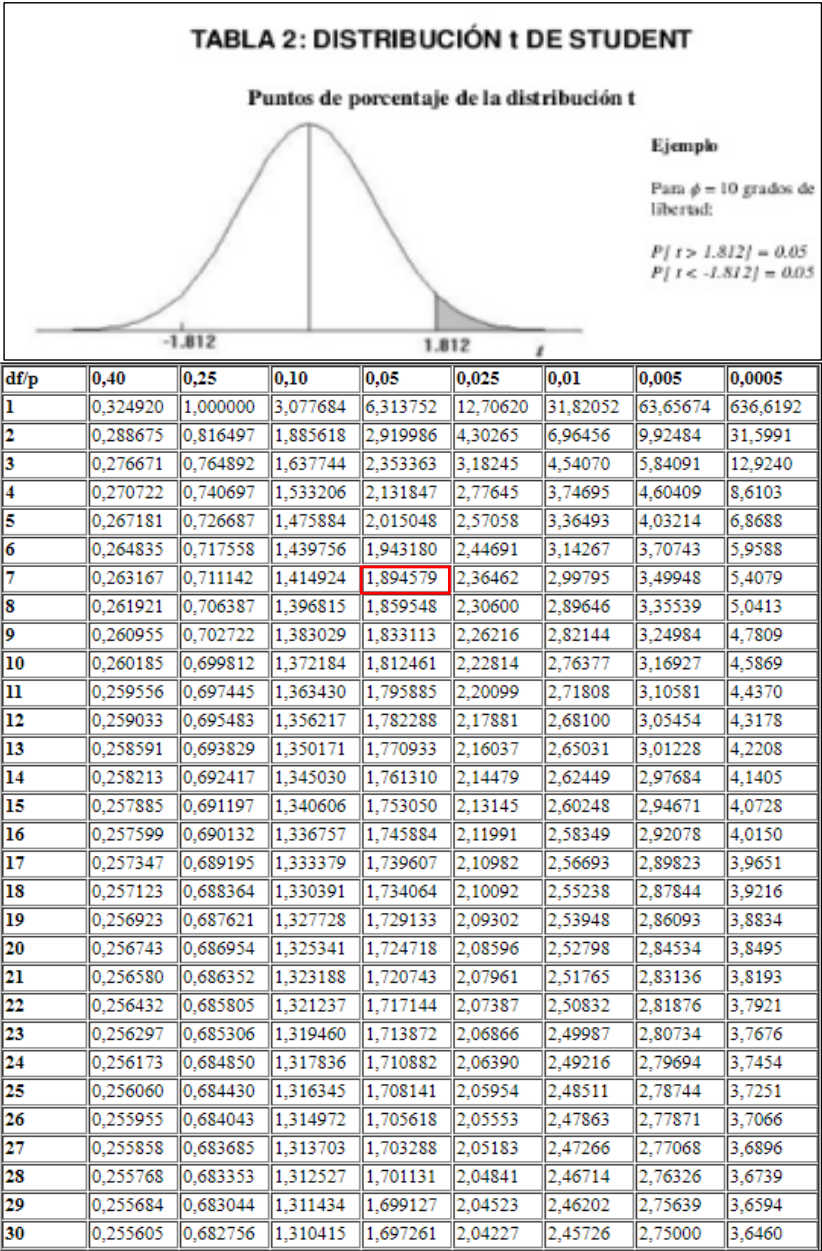 TABLA 2: DISTRIBUCIÓN t DE STUDENT
Puntos de porcentaje de la distribución t
Ejemplo
Para ϕ = 10 grados de
libertad:
P[ t > 1.812] = 0.05
P[ t < -1.812] = 0.05
-1.812 1.812 t
df/p 0,40 0,25 0,10 0,05 0,025 0,01 0,005 0,0005
1 0,324920 1,000000 3,077684 6,313752 12,70620 31,82052 63,65674 636,6192
2 0,288675 0,816497 1,885618 2,919986 4,30265 6,96456 9,92484 31,5991
3 0,276671 0,764892 1,637744 2,353363 3,18245 4,54070 5,84091 12,9240
4 0,270722 0,740697 1,533206 2,131847 2,77645 3,74695 4,60409 8,6103
5 0,267181 0,726687 1,475884 2,015048 2,57058 3,36493 4,03214 6,8688
6 0,264835 0,717558 1,439756 1,943180 2,44691 3,14267 3,70743 5,9588
7 0,263167 0,711142 1,414924 1,894579 2,36462 2,99795 3,49948 5,4079
8 0,261921 0,706387 1,396815 1,859548 2,30600 2,89646 3,35539 5,0413
9 0,260955 0,702722 1,383029 1,833113 2,26216 2,82144 3,24984 4,7809
10 0,260185 0,699812 1,372184 1,812461 2,22814 2,76377 3,16927 4,5869
11 0,259556 0,697445 1,363430 1,795885 2,20099 2,71808 3,10581 4,4370
12 0,259033 0,695483 1,356217 1,782288 2,17881 2,68100 3,05454 4,3178
13 0,258591 0,693829 1,350171 1,770933 2,16037 2,65031 3,01228 4,2208
14 0,258213 0,692417 1,345030 1,761310 2,14479 2,62449 2,97684 4,1405
15 0,257885 0,691197 1,340606 1,753050 2,13145 2,60248 2,94671 4,0728
16 0,257599 0,690132 1,336757 1,745884 2,11991 2,58349 2,92078 4,0150
17 0,257347 0,689195 1,333379 1,739607 2,10982 2,56693 2,89823 3,9651
18 0,257123 0,688364 1,330391 1,734064 2,10092 2,55238 2,87844 3,9216
19 0,256923 0,687621 1,327728 1,729133 2,09302 2,53948 2,86093 3,8834
20 0,256743 0,686954 1,325341 1,724718 2,08596 2,52798 2,84534 3,8495
21 0,256580 0,686352 1,323188 1,720743 2,07961 2,51765 2,83136 3,8193
22 0,256432 0,685805 1,321237 1,717144 2,07387 2,50832 2,81876 3,7921
23 0,256297 0,685306 1,319460 1,713872 2,06866 2,49987 2,80734 3,7676
24 0,256173 0,684850 1,317836 1,710882 2,06390 2,49216 2,79694 3,7454
25 0,256060 0,684430 1,316345 1,708141 2,05954 2,48511 2,78744 3,7251
26 0,255955 0,684043 1,314972 1,705618 2,05553 2,47863 2,77871 3,7066
27 0,255858 0,683685 1,313703 1,703288 2,05183 2,47266 2,77068 3,6896
28 0,255768 0,683353 1,312527 1,701131 2,04841 2,46714 2,76326 3,6739
29 0,255684 0,683044 1,311434 1,699127 2,04523 2,46202 2,75639 3,6594
30 0,255605 0,682756 1,310415 1,697261 2,04227 2,45726 2,75000 3,6460